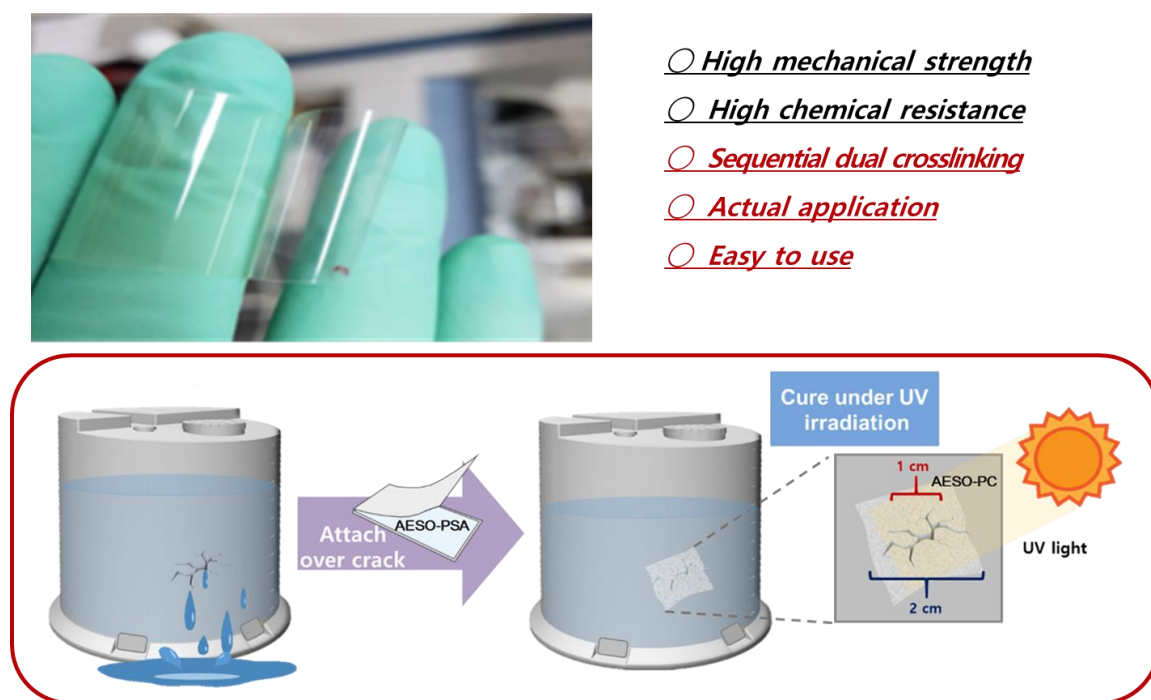 ○ High mechanical strength
○ High chemical resistance
○ Sequential dual crosslinking
○ Actual application
○ Easy to use
Attach
over crack
AESO-PSA
Cure under UV
irradiation
1 cm
AESO-PC
2 cm
UV light